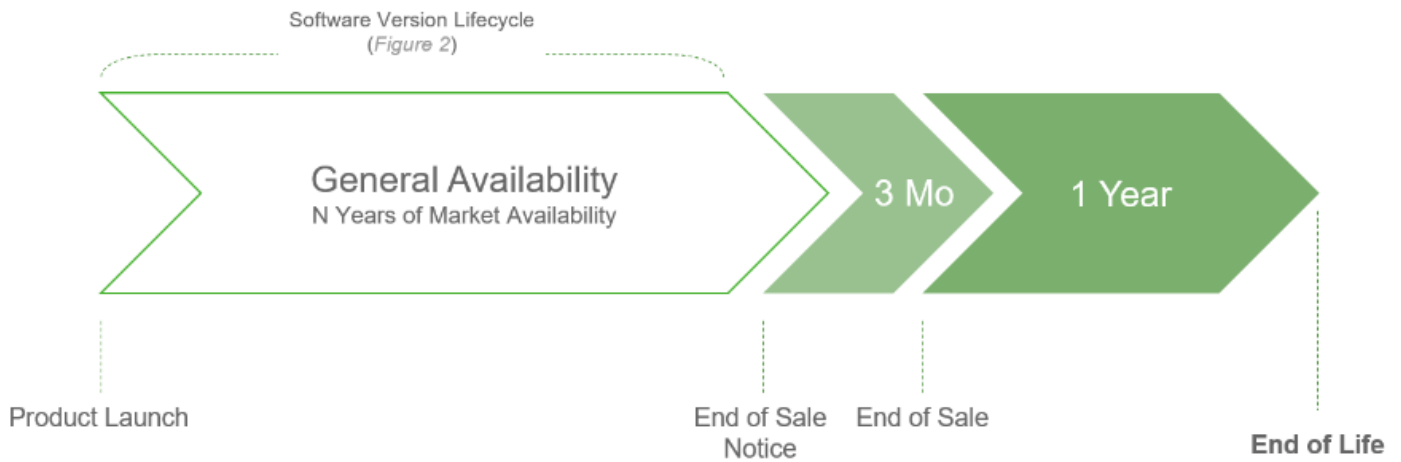 Software Version Lifecycle
(Figure 2)
General Availability
N Years of Market Availability
3 Mo
1 Year
Product Launch
End of Sale
Notice
End of Sale
End of Life